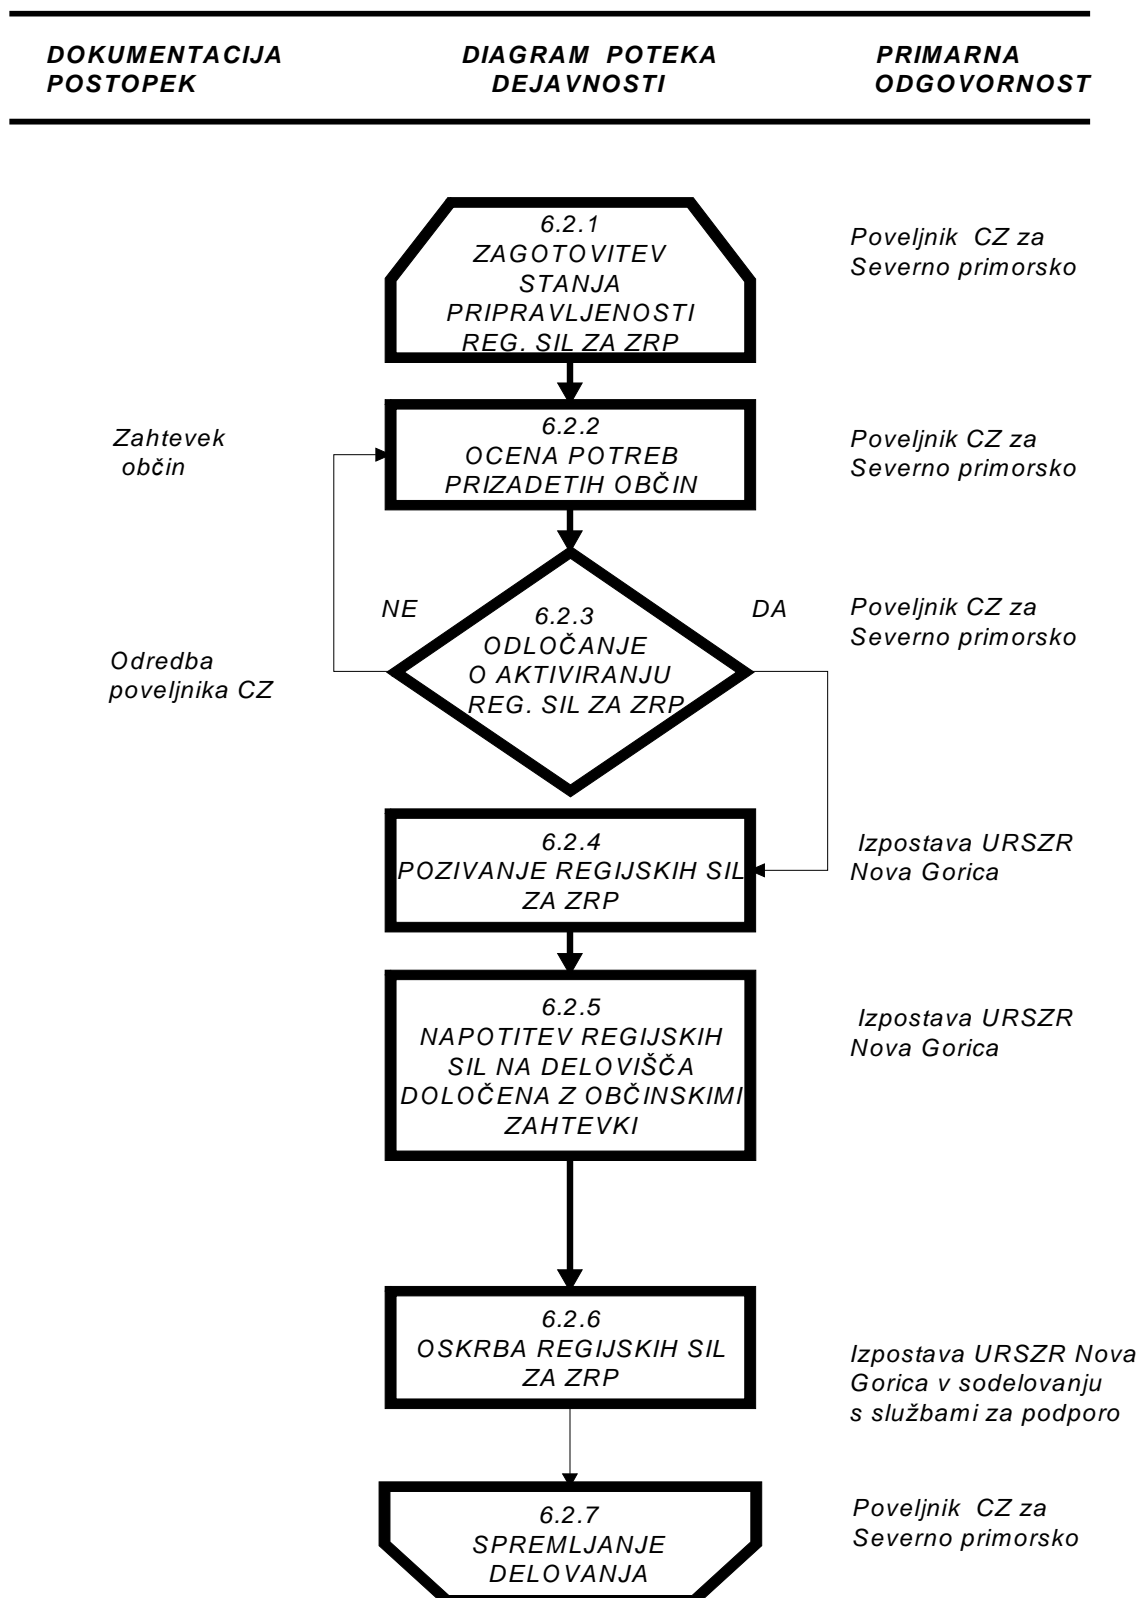 DOKUMENTACIJA
POSTOPEK
DIAGRAM POTEKA
DEJAVNOSTI
PRIMARNA
ODGOVORNOST
6.2.1
ZAGOTOVITEV
STANJA
PRIPRAVLJENOSTI
REG. SIL ZA ZRP
Poveljnik CZ za
Severno primorsko
Zahtevek
občin
6.2.2
OCENA POTREB
PRIZADETIH OBČIN
Poveljnik CZ za
Severno primorsko
NE
DA
6.2.3
ODLOČANJE
O AKTIVIRANJU
REG. SIL ZA ZRP
Poveljnik CZ za
Severno primorsko
Odredba
poveljnika CZ
6.2.4
POZIVANJE REGIJSKIH SIL
ZA ZRP
Izpostava URSZR
Nova Gorica
6.2.5
NAPOTITEV REGIJSKIH
SIL NA DELOVIŠČA
DOLOČENA Z OBČINSKIMI
ZAHTEVKI
Izpostava URSZR
Nova Gorica
6.2.6
OSKRBA REGIJSKIH SIL
ZA ZRP
Izpostava URSZR Nova
Gorica v sodelovanju
s službami za podporo
6.2.7
SPREMLJANJE
DELOVANJA
Poveljnik CZ za
Severno primorsko